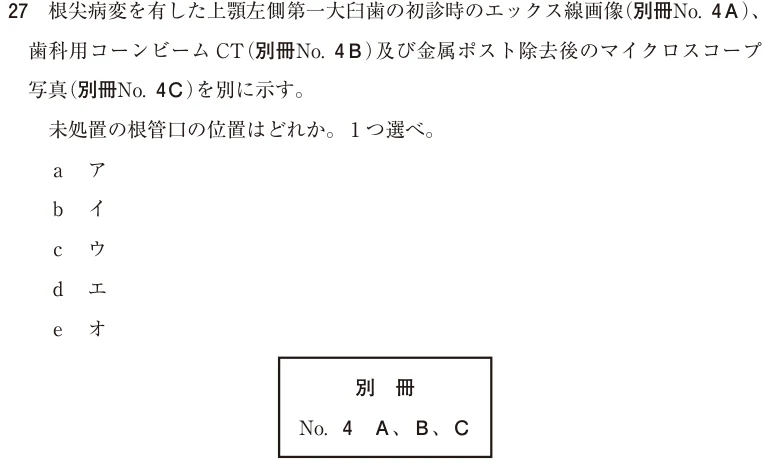 27 根尖病変を有した上顎左側第一大臼歯の初診時のエックス線画像(別冊No. 4A)、
歯科用コーンビームCT(別冊No. 4B)及び金属ポスト除去後のマイクロスコープ
写真(別冊No. 4C)を別に示す。
未処置の根管口の位置はどれか。1つ選べ。
a ア
b イ
c ウ
d エ
e オ
別 冊
No. 4 A、B、C